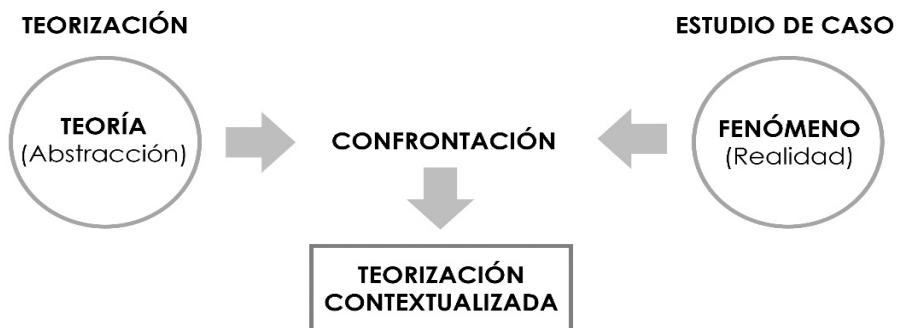 TEORIZACIÓN
ESTUDIO DE CASO
TEORÍA
(Abstracción)
CONFRONTACIÓN
FENÓMENO
(Realidad)
TEORIZACIÓN
CONTEXTUALIZADA